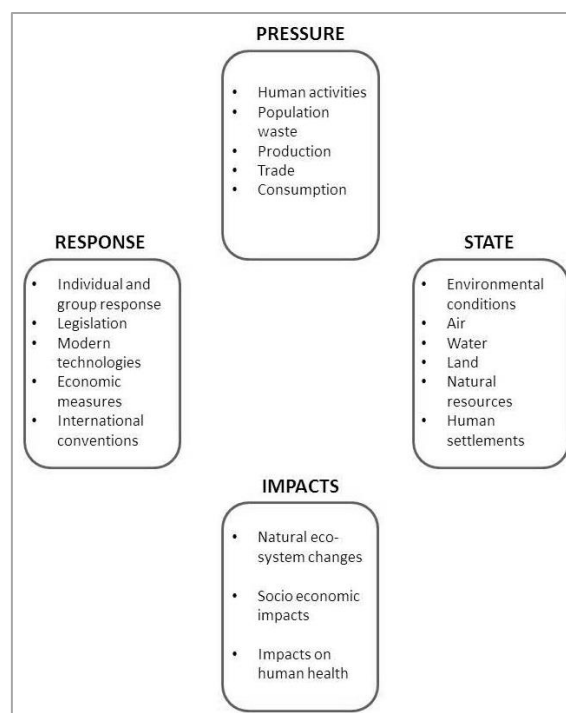 PRESSURE
• Human activities
• Population
waste
• Production
• Trade
• Consumption
RESPONSE
• Individual and
group response
• Legislation
• Modern
technologies
• Economic
measures
• International
conventions
STATE
• Environmental
conditions
• Air
• Water
• Land
• Natural
resources
• Human
settlements
IMPACTS
• Natural eco-
system changes
• Socio economic
impacts
• Impacts on
human health